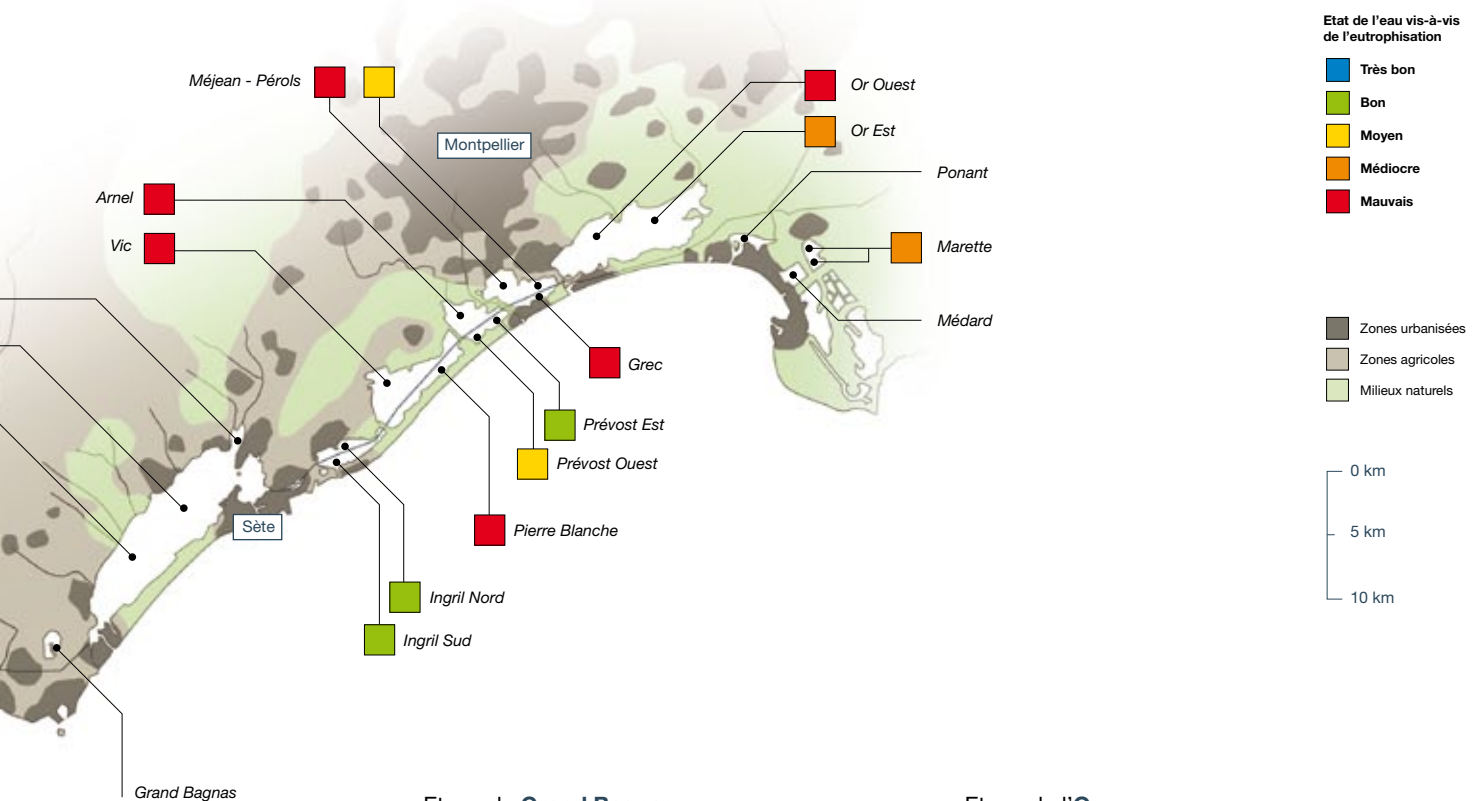 Etat de l'eau vis-à-vis
de l'eutrophisation
Très bon
Bon
Moyen
Médiocre
Mauvais
Méjean - Pérols
Or Ouest
Or Est
Montpellier
Ponant
Arnel
Vic
Marette
Médard
Grec
Prévost Est
Prévost Ouest
Sète
Pierre Blanche
Ingril Nord
Ingril Sud
Grand Bagnas
Zones urbanisées
Zones agricoles
Milieux naturels
0 km
5 km
10 km